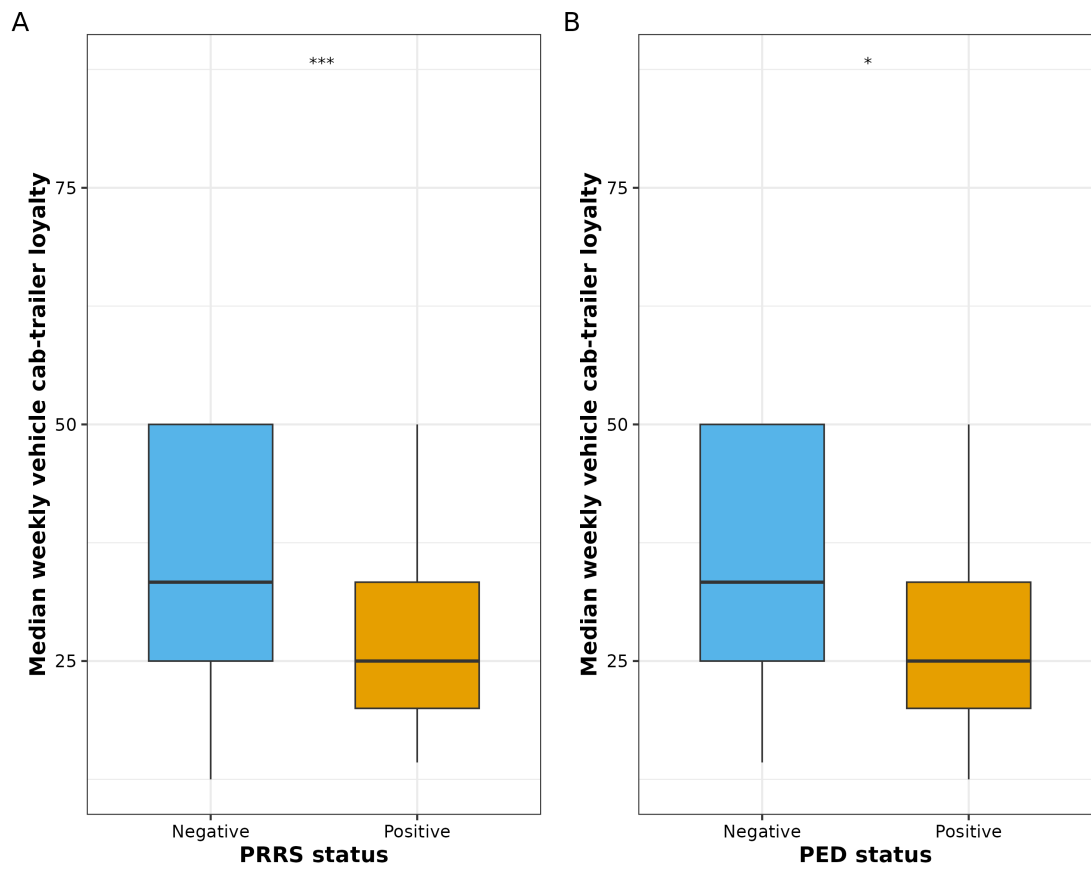 A
***
Median weekly vehicle cab-trailer loyalty
75
50
25
Negative
Positive
PRRS status
B
*
Median weekly vehicle cab-trailer loyalty
75
50
25
Negative
Positive
PED status